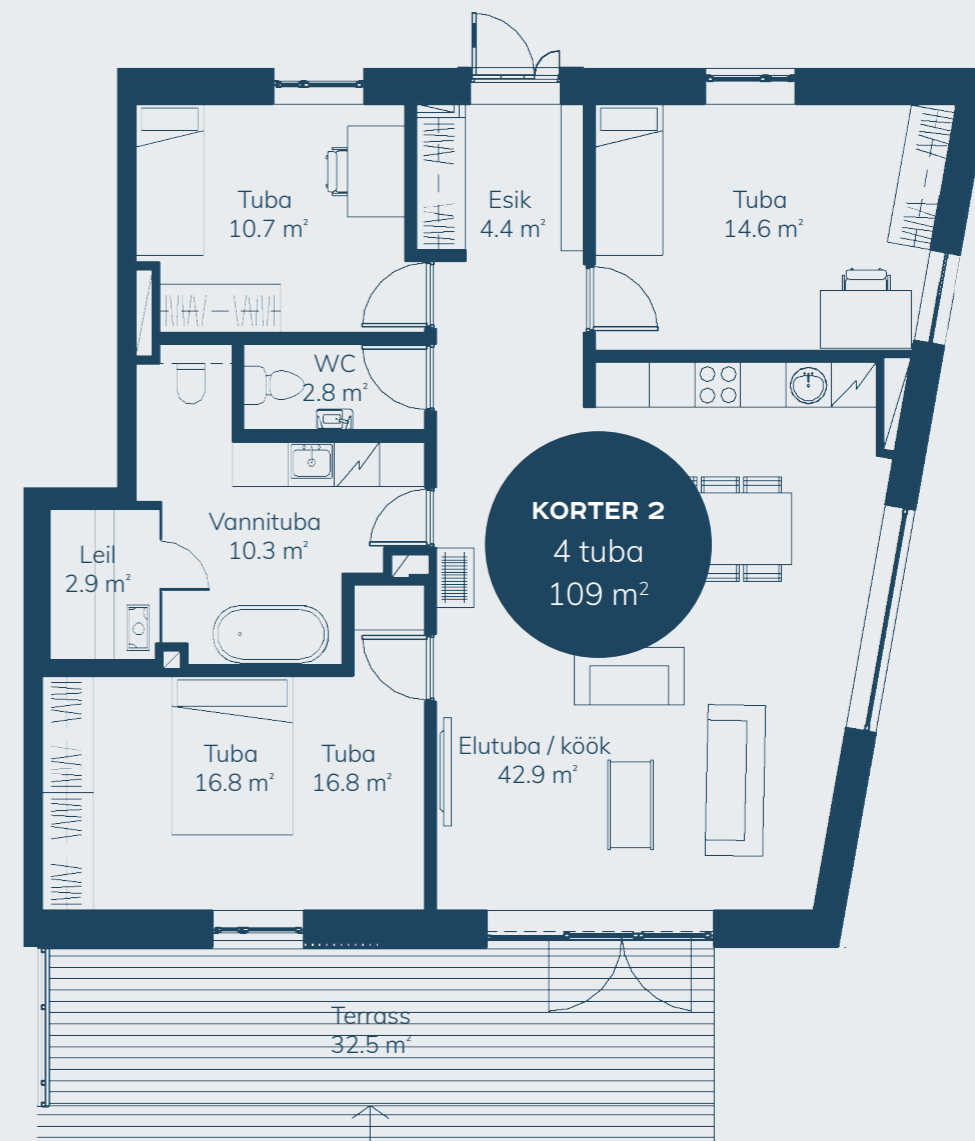 Tuba
10.7 m²
Esik
4.4 m²
Tuba
14.6 m²
WC
2.8 m²
KORTER 2
4 tuba
109 m²
Vannituba
10.3 m²
Leil
2.9 m²
Tuba
16.8 m²
Tuba
16.8 m²
Elutuba / köök
42.9 m²
Terrass
32.5 m²